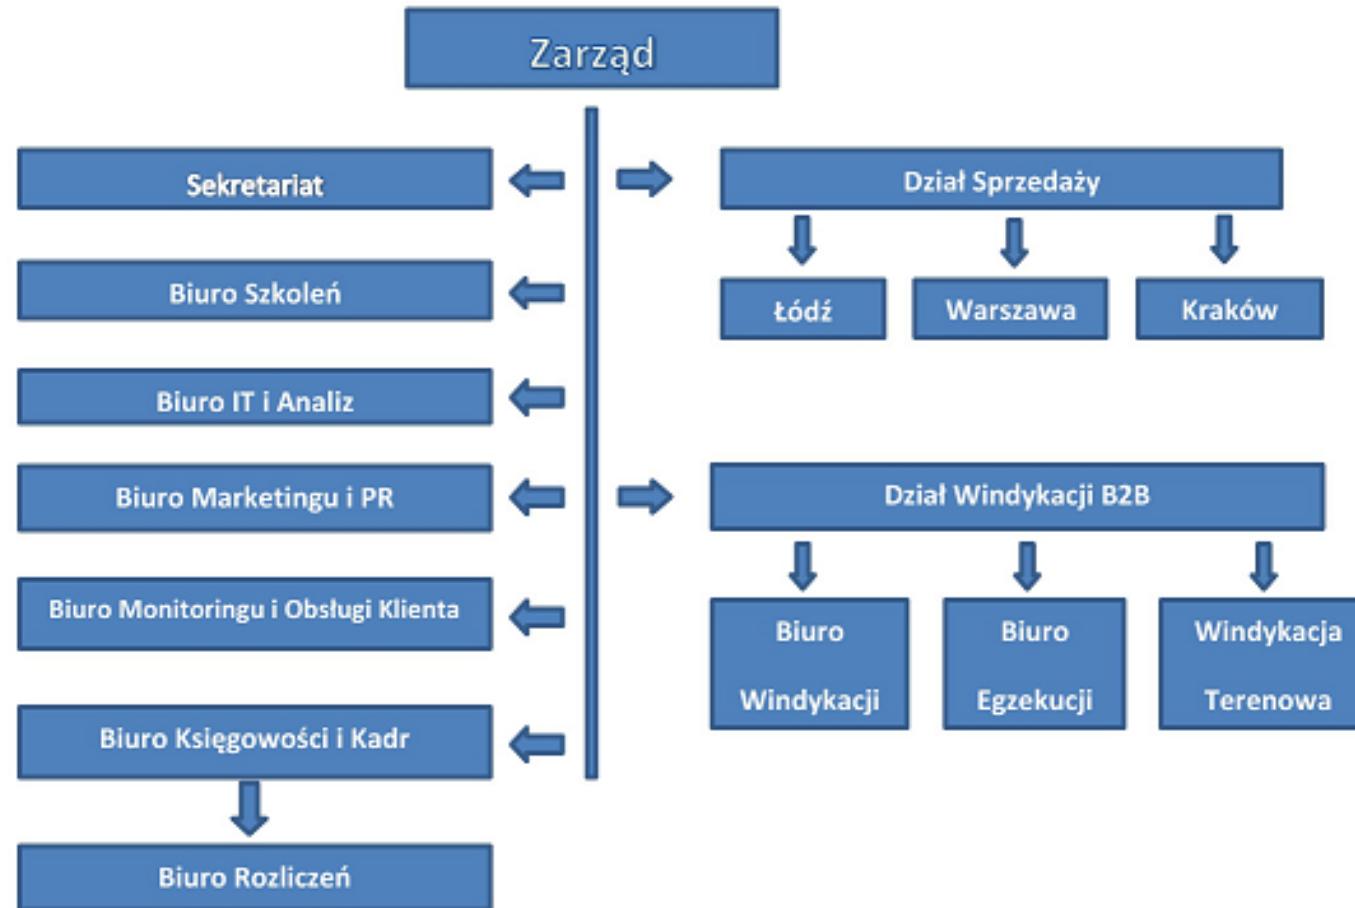 Zarząd
Sekretariat
Dział Sprzedaży
Biuro Szkoleń
Łódź
Warszawa
Kraków
Biuro IT i Analiz
Biuro Marketingu i PR
Dział Windykacji B2B
Biuro Monitoringu i Obsługi Klienta
Biuro
Windykacji
Biuro
Egzekucji
Windykacja
Terenowa
Biuro Księgowości i Kadr
Biuro Rozliczeń